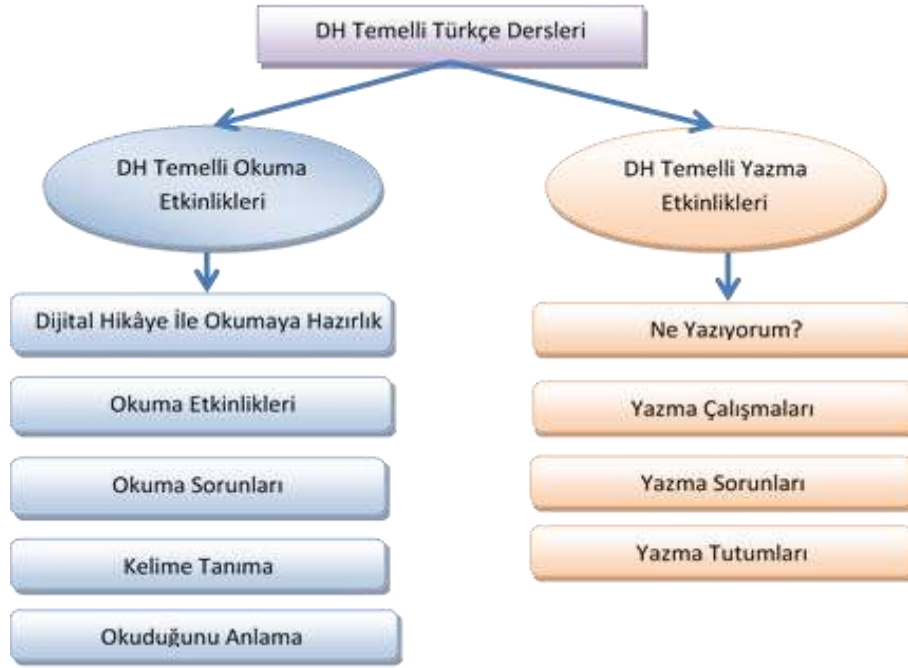 DH Temelli Türkçe Dersleri
DH Temelli Okuma
Etkinlikleri
Dijital Hikâye İle Okumaya Hazırlık
Okuma Etkinlikleri
Okuma Sorunları
Kelime Tanıma
Okuduğunu Anlama
DH Temelli Yazma
Etkinlikleri
Ne Yazıyorum?
Yazma Çalışmaları
Yazma Sorunları
Yazma Tutumları